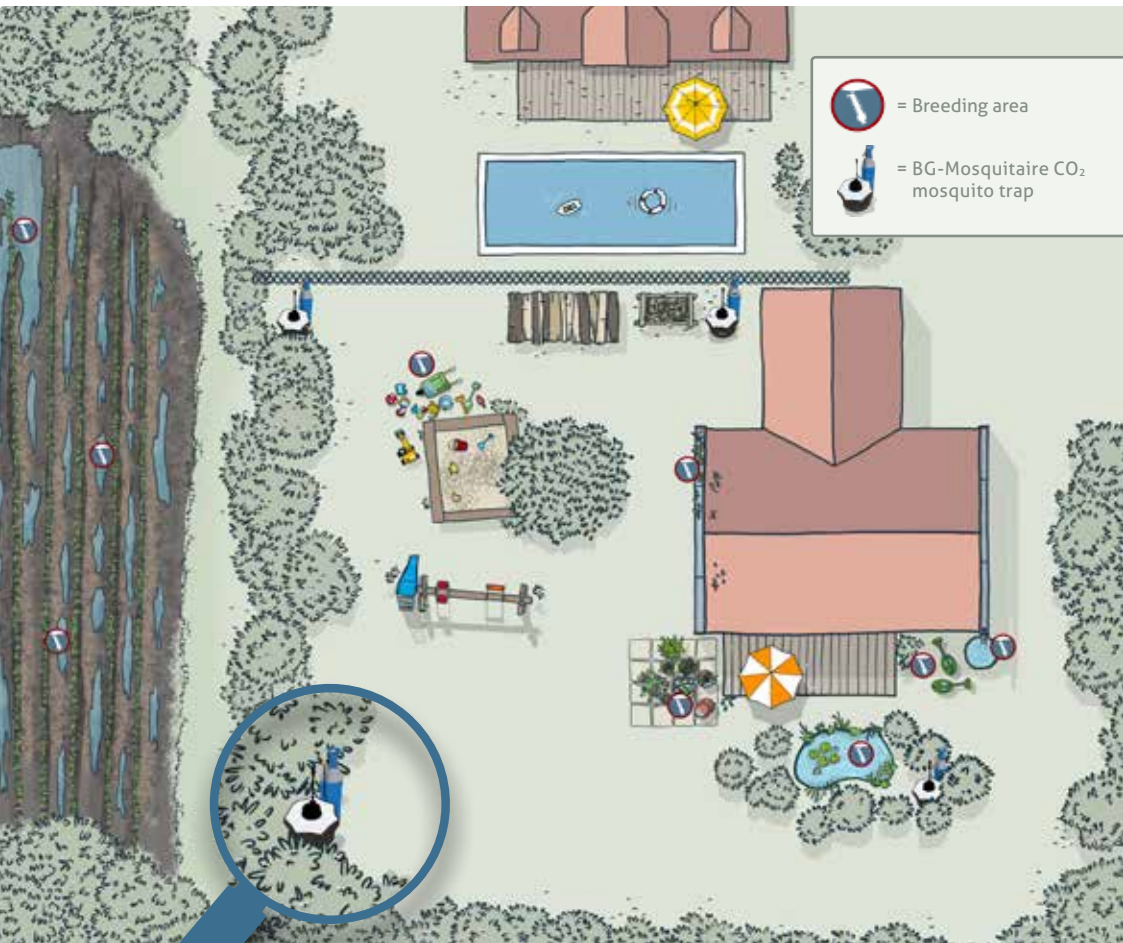 = Breeding area
= BG-Mosquitaire CO₂
mosquito trap